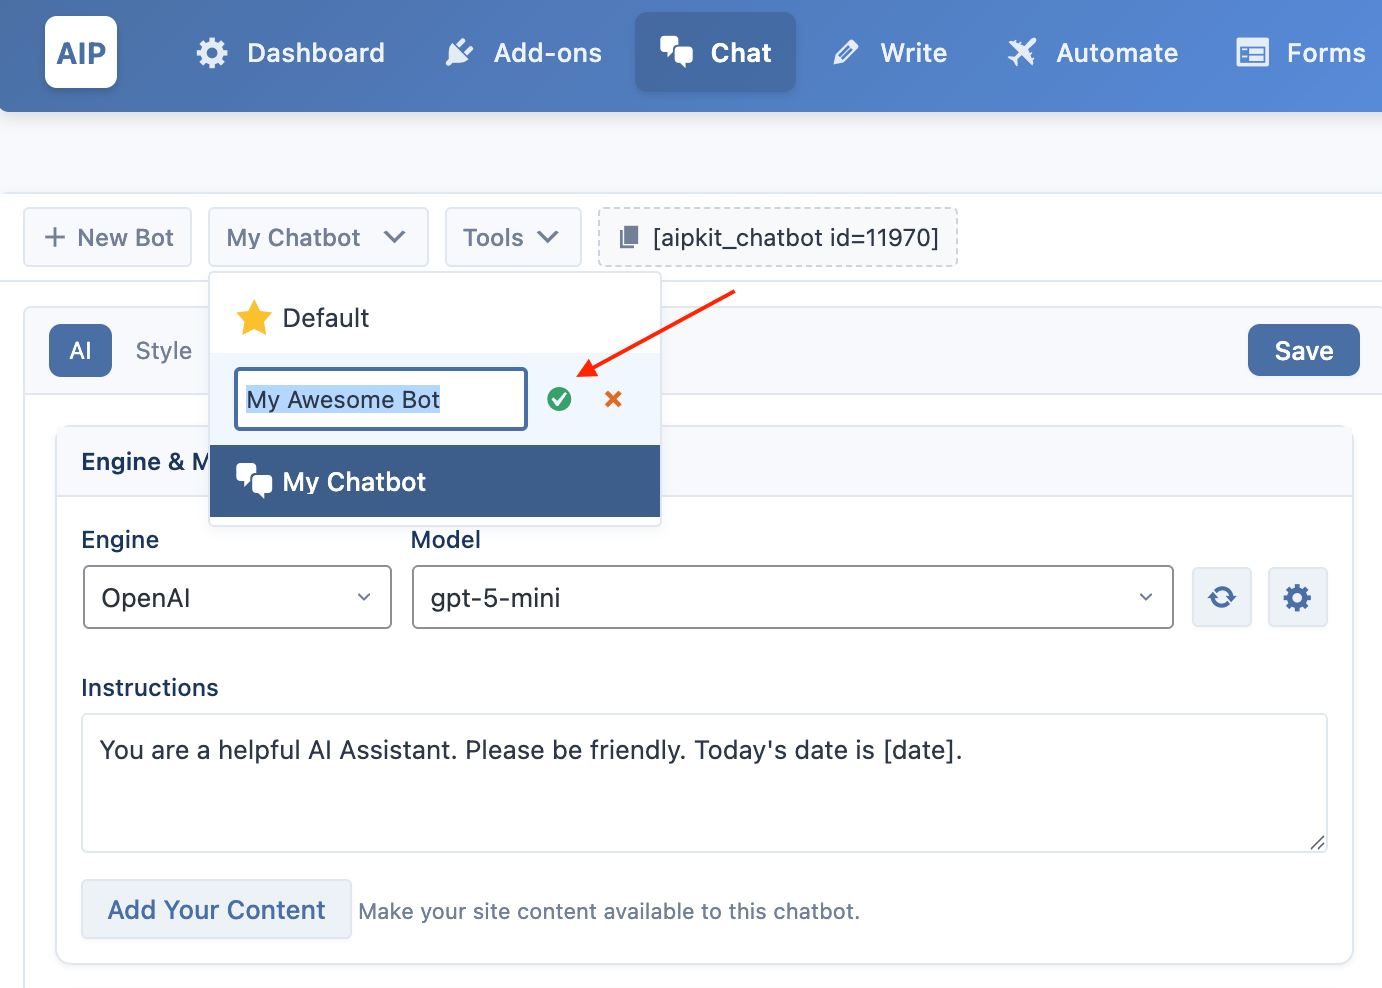 AIP Dashboard Add-ons Chat Write Automate Forms
+ New Bot My Chatbot Tools [aipkit_chatbot id=11970]
Default
AI Style Save
My Awesome Bot
Engine & M
My Chatbot
Engine Model
OpenAI gpt-5-mini
Instructions
You are a helpful AI Assistant. Please be friendly. Today's date is [date].
Add Your Content Make your site content available to this chatbot.